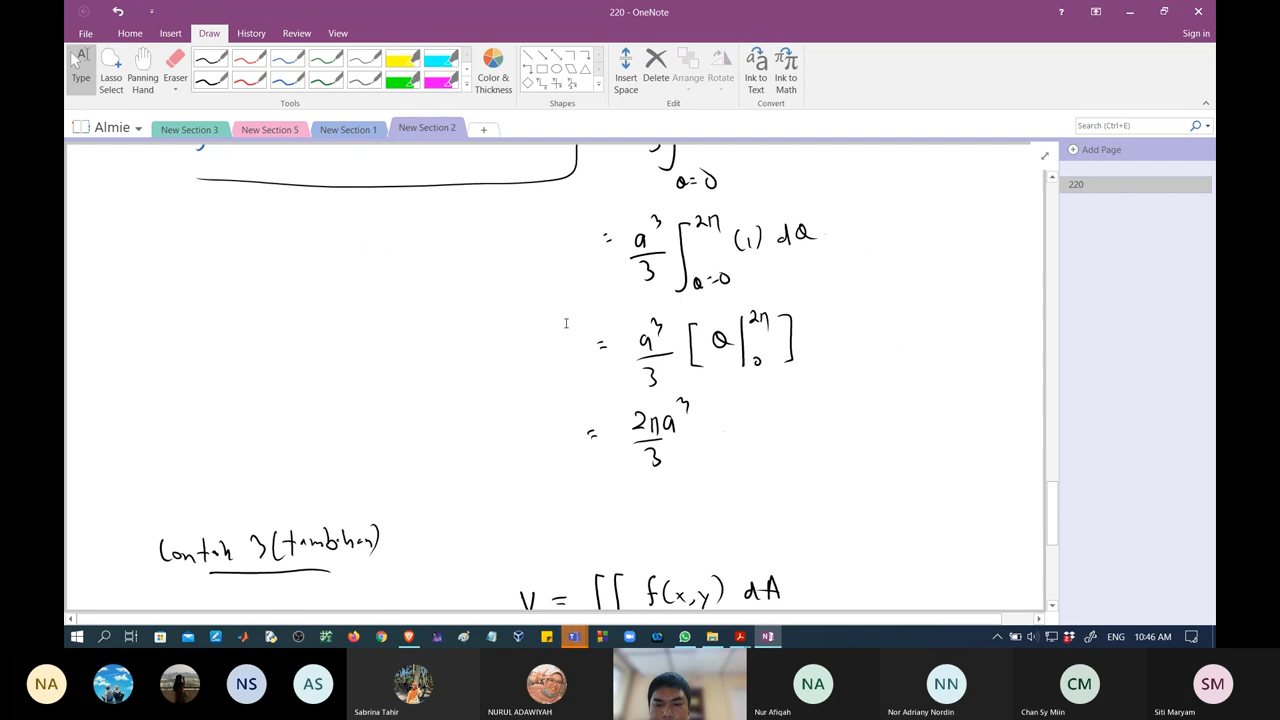 220 - OneNote
? 
Sign in
File Home Insert Draw History Review View
Type
Lasso Select
Panning Hand
Eraser
Color & Thickness
Insert Space
Delete
Arrange
Rotate
Ink to Text
Ink to Math
Tools
Shapes
Edit
Convert
Almie
New Section 3
New Section 5
New Section 1
New Section 2
+
Search (Ctrl+E)
Add Page
220
θ=0
= a³/3 ∫_{θ=0}^{2π} (1) dθ
= a³/3 [ θ |_0^{2π} ]
= 2πa³/3
Contoh 3 (tambahan)
V = ∫∫ f(x,y) dA
ENG 10:46 AM
NA
NS
AS
Sabrina Tahir
NURUL ADAWIYAH
NA
Nur Afiqah
NN
Nor Adriany Nordin
CM
Chan Sy Miin
SM
Siti Maryam